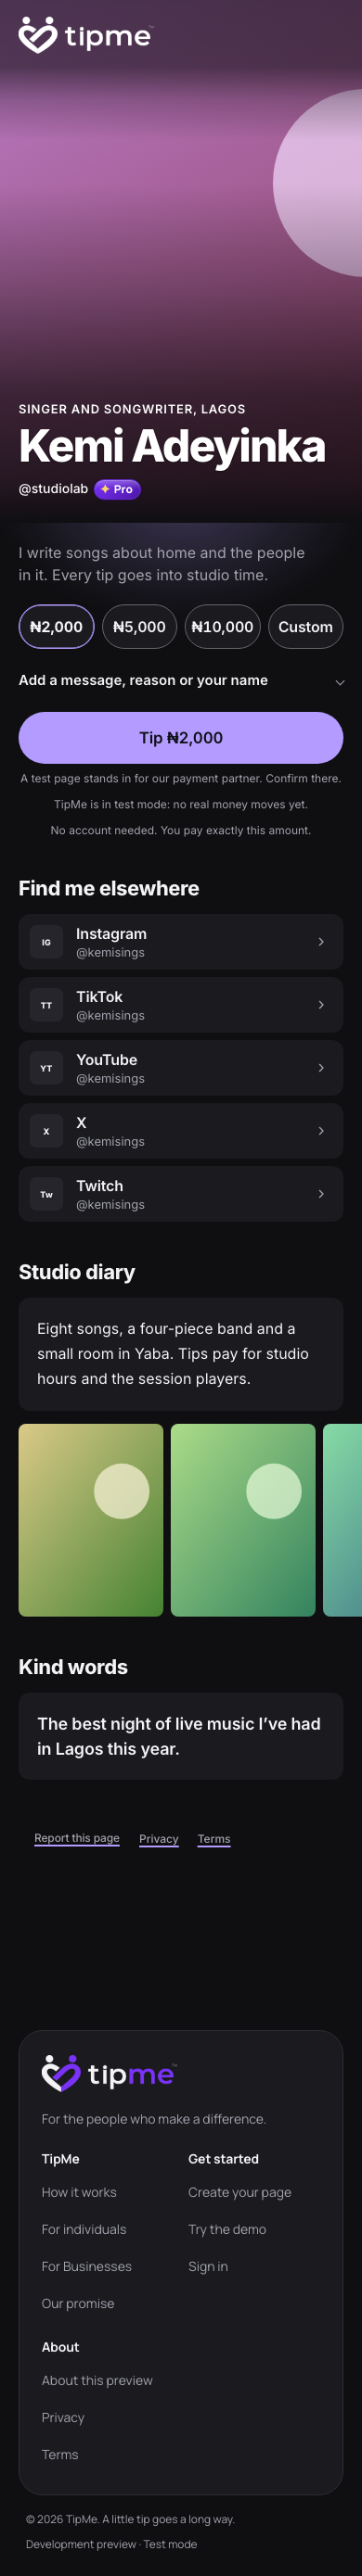 tipme
SINGER AND SONGWRITER, LAGOS
Kemi Adeyinka
@studiolab Pro
I write songs about home and the people
in it. Every tip goes into studio time.
₦2,000 ₦5,000 ₦10,000 Custom
Add a message, reason or your name
Tip ₦2,000
A test page stands in for our payment partner. Confirm there.
TipMe is in test mode: no real money moves yet.
No account needed. You pay exactly this amount.
Find me elsewhere
IG Instagram
@kemisings
TT TikTok
@kemisings
YT YouTube
@kemisings
X X
@kemisings
Tw Twitch
@kemisings
Studio diary
Eight songs, a four-piece band and a
small room in Yaba. Tips pay for studio
hours and the session players.
Kind words
The best night of live music I’ve had
in Lagos this year.
Report this page Privacy Terms
tipme
For the people who make a difference.
TipMe
How it works
For individuals
For Businesses
Our promise
Get started
Create your page
Try the demo
Sign in
About
About this preview
Privacy
Terms
© 2026 TipMe. A little tip goes a long way.
Development preview · Test mode